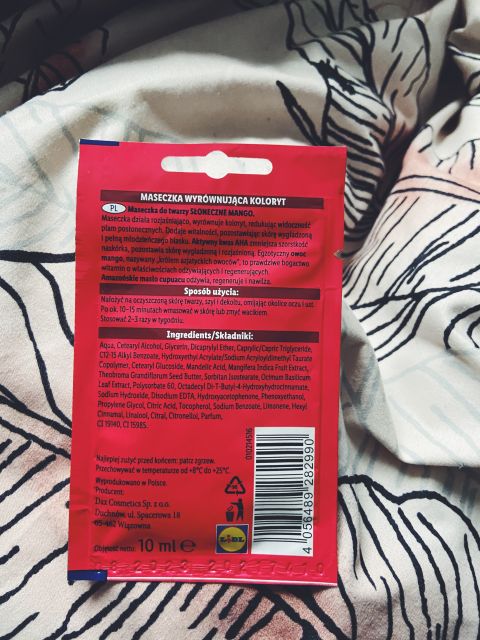 MASECZKA WYRÓWNUJĄCA KOLORYT
PL Maseczka do twarzy SŁONECZNE MANGO.
Maseczka działa rozjaśniająco, wyrównuje koloryt, redukując widoczność
plam posłonecznych. Dodaje witalności, pozostawiając skórę wygładzoną
i pełną młodzieńczego blasku. Aktywny kwas AHA zmniejsza szorstkość
naskórka, pozostawia skórę wygładzoną i rozjaśnioną. Egzotyczny owoc
mango, nazywany „królem azjatyckich owoców", to prawdziwe bogactwo
witamin o właściwościach odżywiających i regenerujących.
Amazońskie masło cupuacu odżywia, regeneruje i nawilża.
Sposób użycia:
Nałożyć na oczyszczoną skórę twarzy, szyi i dekoltu, omijając okolice oczu i ust.
Po ok. 10-15 minutach wmasować w skórę lub zmyć wacikiem.
Stosować 2-3 razy w tygodniu.
Ingredients/Składniki:
Aqua, Cetearyl Alcohol, Glycerin, Dicaprylyl Ether, Caprylic/Capric Triglyceride,
C12-15 Alkyl Benzoate, Hydroxyethyl Acrylate/Sodium Acryloyldimethyl Taurate
Copolymer, Cetearyl Glucoside, Mandelic Acid, Mangifera Indica Fruit Extract,
Theobroma Grandiflorum Seed Butter, Sorbitan Isostearate, Ocimum Basilicum
Leaf Extract, Polysorbate 60, Octadecyl Di-T-Butyl-4-Hydroxyhydrocinnamate,
Sodium Hydroxide, Disodium EDTA, Hydroxyacetophenone, Phenoxyethanol,
Propylene Glycol, Citric Acid, Tocopherol, Sodium Benzoate, Limonene, Hexyl
Cinnamal, Linalool, Citral, Citronellol, Parfum,
CI 19140, CI 15985.
0102214516
Najlepiej zużyć przed końcem: patrz zgrzew.
Przechowywać w temperaturze od +8°C do +25°C.
Wyprodukowano w Polsce.
Producent:
Dax Cosmetics Sp. z o.o.
Duchnów, ul. Spacerowa 18
05-462 Wiązowna
Objętość netto: 10 ml e
LIDL
4 056489 282990